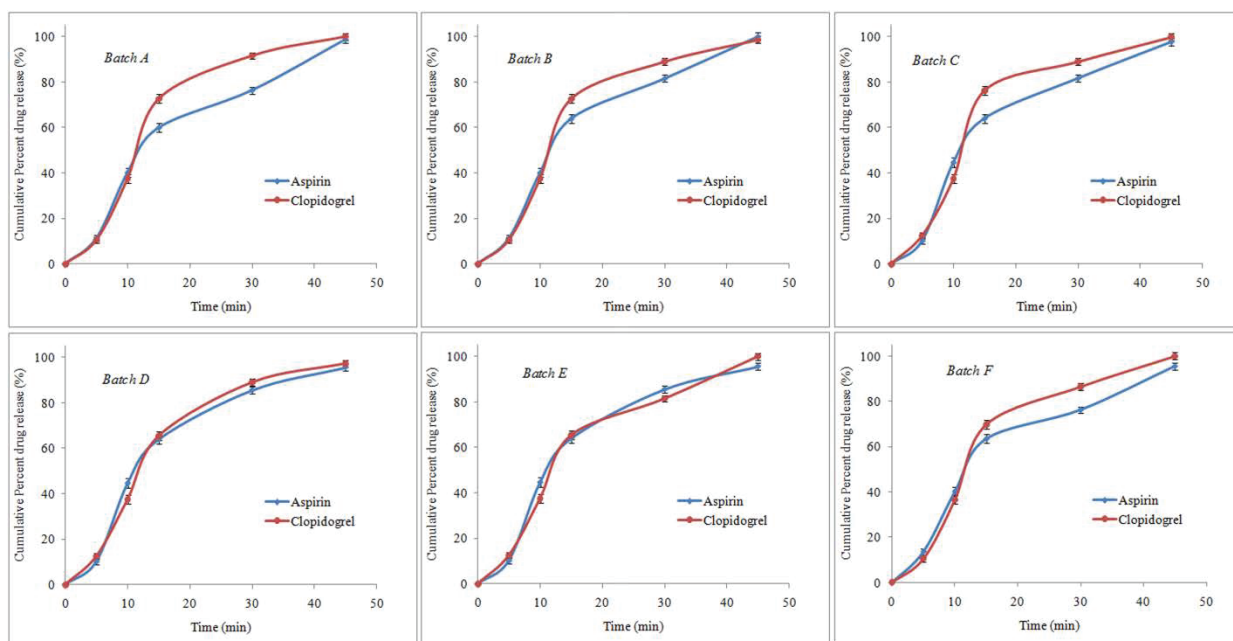 Cumulative Percent drug release (%)
100
80
60
40
20
0
Batch A
Aspirin
Clopidogrel
0 10 20 30 40 50
Time (min)
Cumulative Percent drug release (%)
100
80
60
40
20
0
Batch B
Aspirin
Clopidogrel
0 10 20 30 40 50
Time (min)
Cumulative Percent drug release (%)
100
80
60
40
20
0
Batch C
Aspirin
Clopidogrel
0 10 20 30 40 50
Time (min)
Cumulative Percent drug release (%)
100
80
60
40
20
0
Batch D
Aspirin
Clopidogrel
0 10 20 30 40 50
Time (min)
Cumulative Percent drug release (%)
100
80
60
40
20
0
Batch E
Aspirin
Clopidogrel
0 10 20 30 40 50
Time (min)
Cumulative Percent drug release (%)
100
80
60
40
20
0
Batch F
Aspirin
Clopidogrel
0 10 20 30 40 50
Time (min)